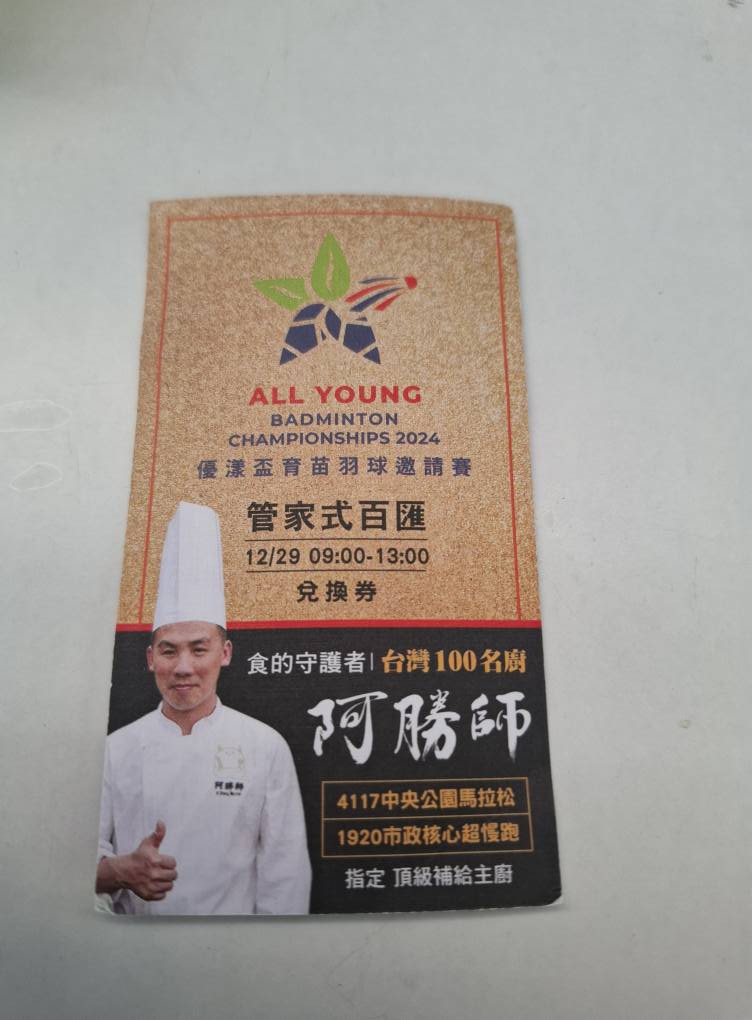 ALL YOUNG
BADMINTON
CHAMPIONSHIPS 2024
優漾盃育苗羽球邀請賽
管家式百匯
12/29 09:00-13:00
兌換券
食的守護者|台灣100名廚
阿勝師
阿勝師
4117中央公園馬拉松
1920市政核心超慢跑
指定 頂級補給主廚